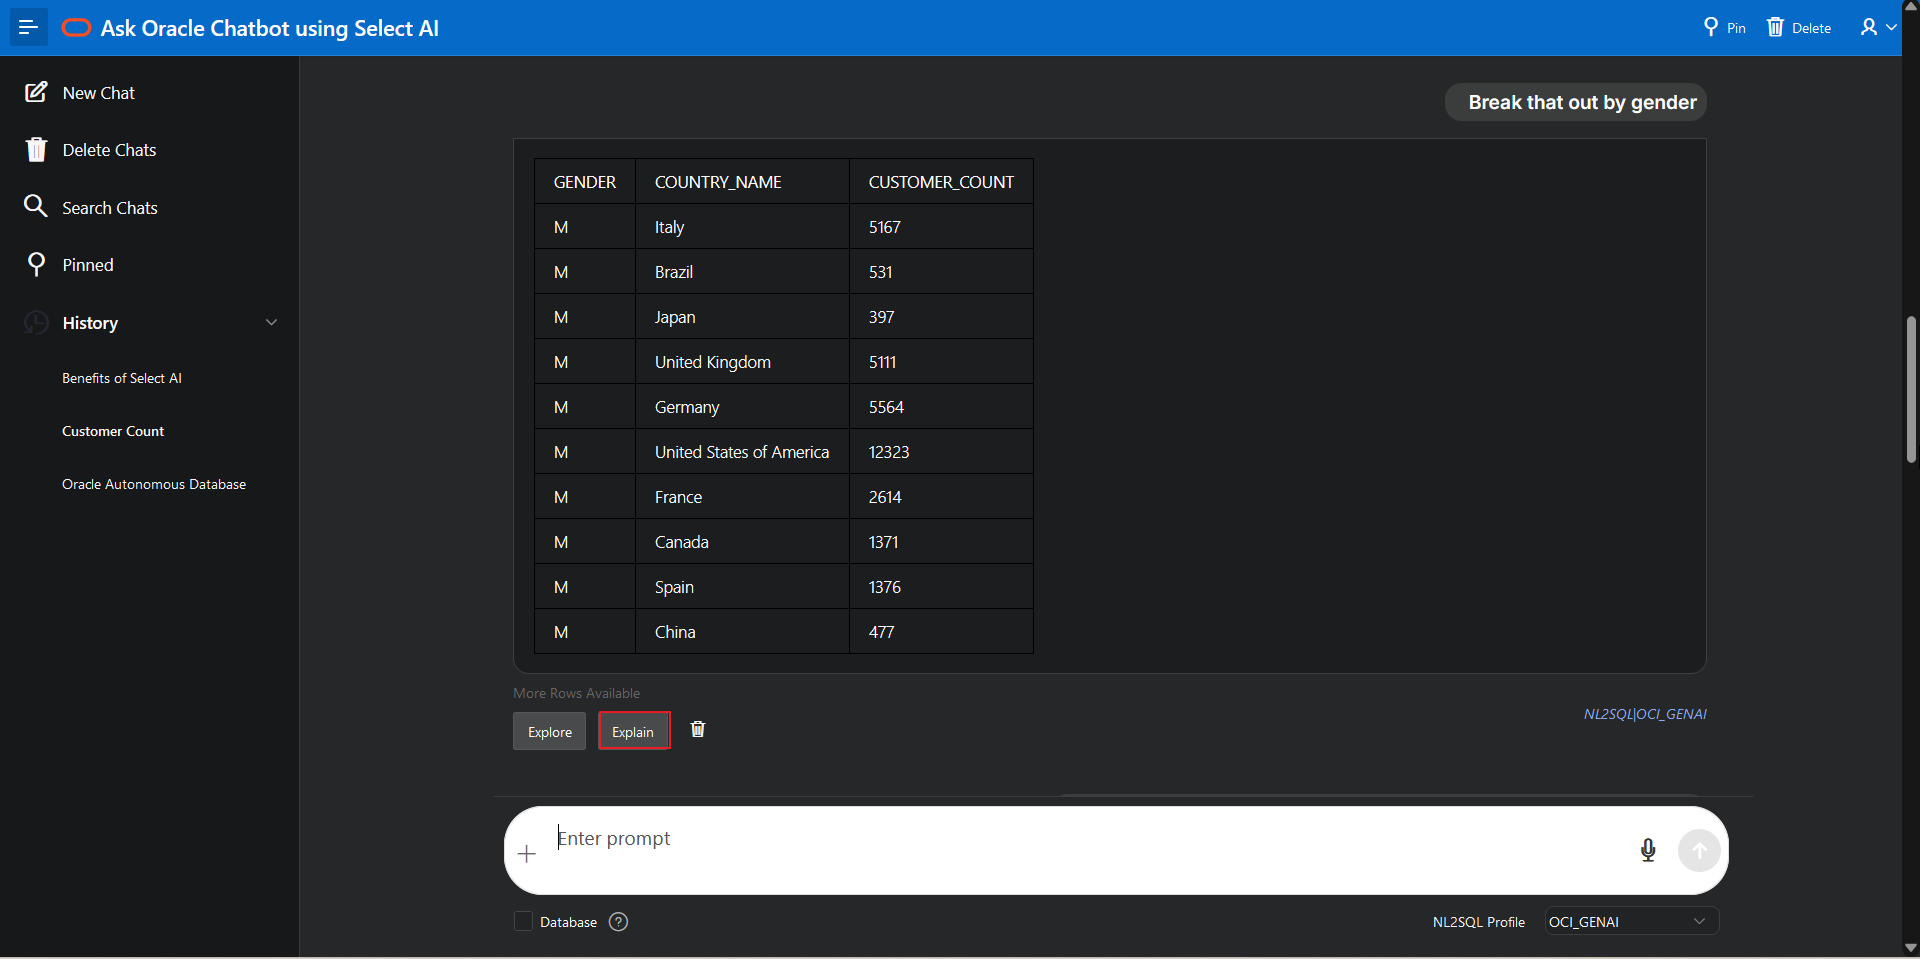 Ask Oracle Chatbot using Select AI
Pin
Delete
New Chat
Delete Chats
Search Chats
Pinned
History
Benefits of Select AI
Customer Count
Oracle Autonomous Database
Break that out by gender
GENDER COUNTRY_NAME CUSTOMER_COUNT
M Italy 5167
M Brazil 531
M Japan 397
M United Kingdom 5111
M Germany 5564
M United States of America 12323
M France 2614
M Canada 1371
M Spain 1376
M China 477
More Rows Available
NL2SQL|OCI_GENAI
Explore Explain
Enter prompt
Database ?
NL2SQL Profile OCI_GENAI